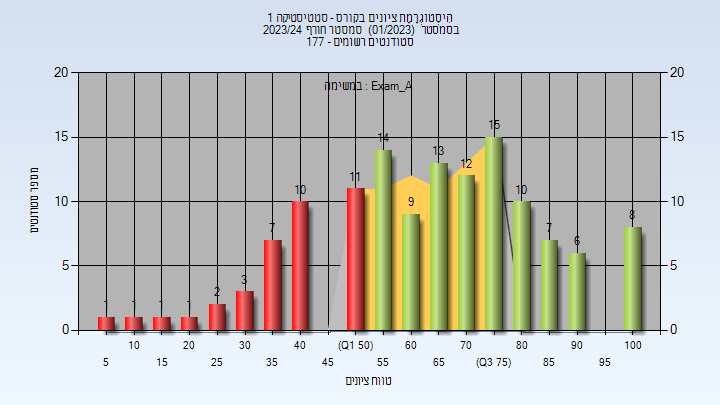 הִיסְטוֹגְרָמַת ציונים בקורס - סטטיסטיקה 1
בסמסטר (01/2023) סמסטר חורף 2023/24
סטודנטים רשומים - 177
במשימה : Exam_A
20 20
15 15
10 10
5 5
0 0
מספר סטודנטים
1 1 1 1 2 3 7 10 11 14 9 13 12 15 10 7 6 8
10 20 30 40 (Q1 50) 60 70 80 90 100
5 15 25 35 45 55 65 (Q3 75) 85 95
טווח ציונים